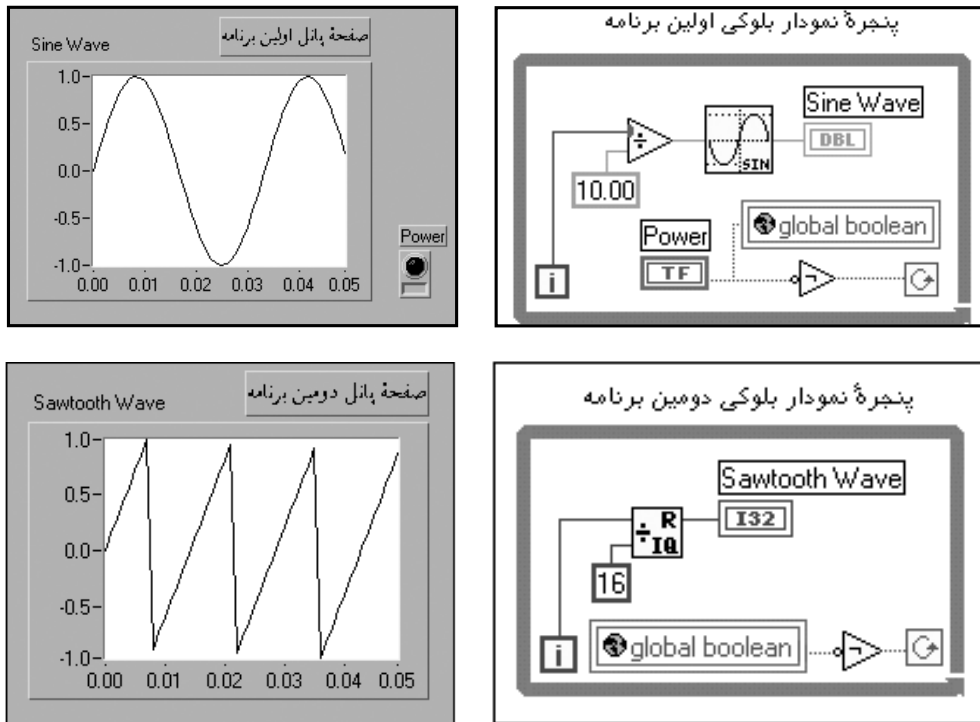 صفحهٔ پانل اولین برنامه
Sine Wave
1.0
0.5
0.0
-0.5
-1.0
0.00 0.01 0.02 0.03 0.04 0.05
Power
پنجرهٔ نمودار بلوکی اولین برنامه
Sine Wave
DBL
÷
SIN
10.00
global boolean
Power
TF
i
صفحهٔ پانل دومین برنامه
Sawtooth Wave
1.0
0.5
0.0
-0.5
-1.0
0.00 0.01 0.02 0.03 0.04 0.05
پنجرهٔ نمودار بلوکی دومین برنامه
Sawtooth Wave
I32
÷ R
IQ
16
global boolean
i